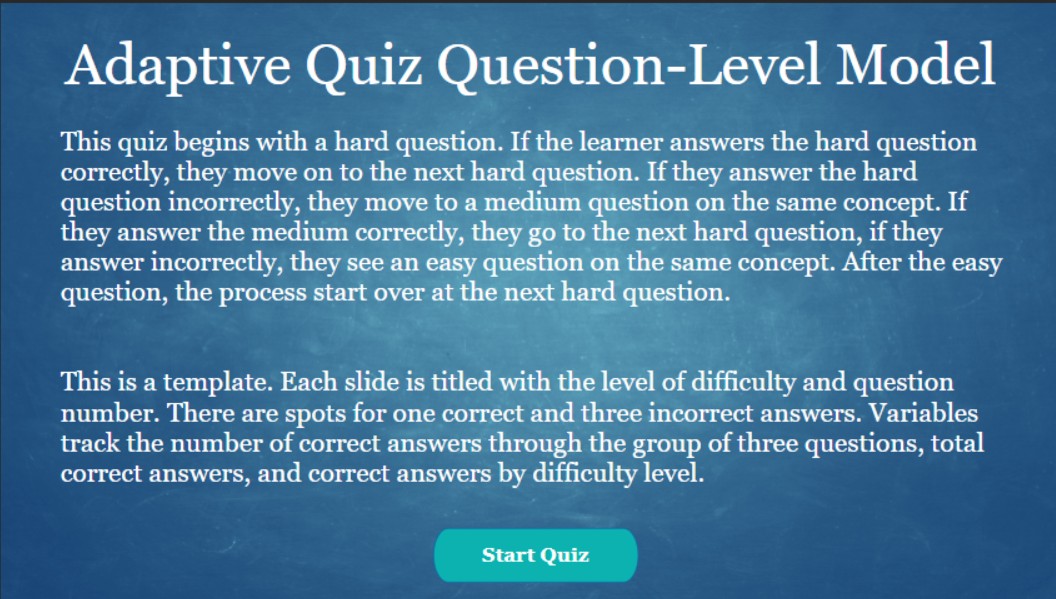 Adaptive Quiz Question-Level Model
This quiz begins with a hard question. If the learner answers the hard question
correctly, they move on to the next hard question. If they answer the hard
question incorrectly, they move to a medium question on the same concept. If
they answer the medium correctly, they go to the next hard question, if they
answer incorrectly, they see an easy question on the same concept. After the easy
question, the process start over at the next hard question.
This is a template. Each slide is titled with the level of difficulty and question
number. There are spots for one correct and three incorrect answers. Variables
track the number of correct answers through the group of three questions, total
correct answers, and correct answers by difficulty level.
Start Quiz